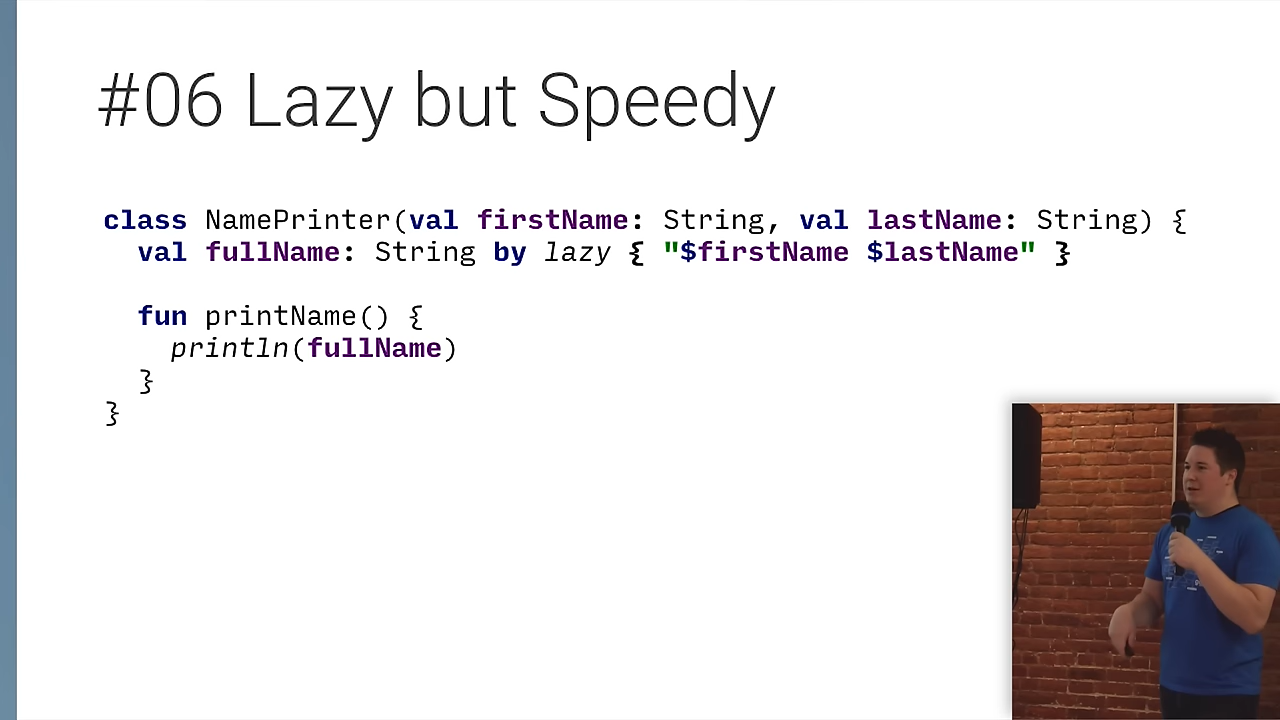 #06 Lazy but Speedy
class NamePrinter(val firstName: String, val lastName: String) {
  val fullName: String by lazy { "$firstName $lastName" }
  fun printName() {
    println(fullName)
  }
}